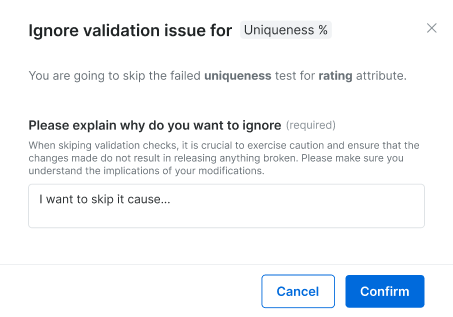 Ignore validation issue for Uniqueness %
You are going to skip the failed uniqueness test for rating attribute.
Please explain why do you want to ignore (required)
When skiping validation checks, it is crucial to exercise caution and ensure that the
changes made do not result in releasing anything broken. Please make sure you
understand the implications of your modifications.
I want to skip it cause...
Cancel Confirm